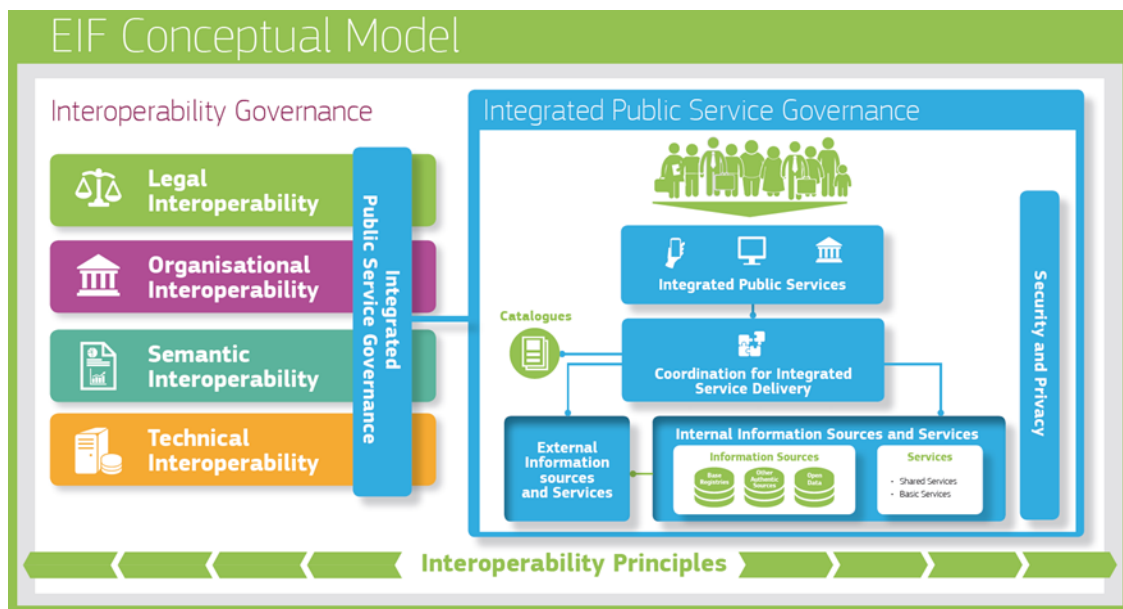 EIF Conceptual Model
Interoperability Governance
Legal
Interoperability
Organisational
Interoperability
Semantic
Interoperability
Technical
Interoperability
Integrated
Public Service Governance
Integrated Public Service Governance
Integrated Public Services
Catalogues
Coordination for Integrated
Service Delivery
External
Information
sources
and Services
Internal Information Sources and Services
Information Sources
Base
Registries
Other
Authentic
Sources
Open
Data
Services
- Shared Services
- Basic Services
Security and Privacy
Interoperability Principles